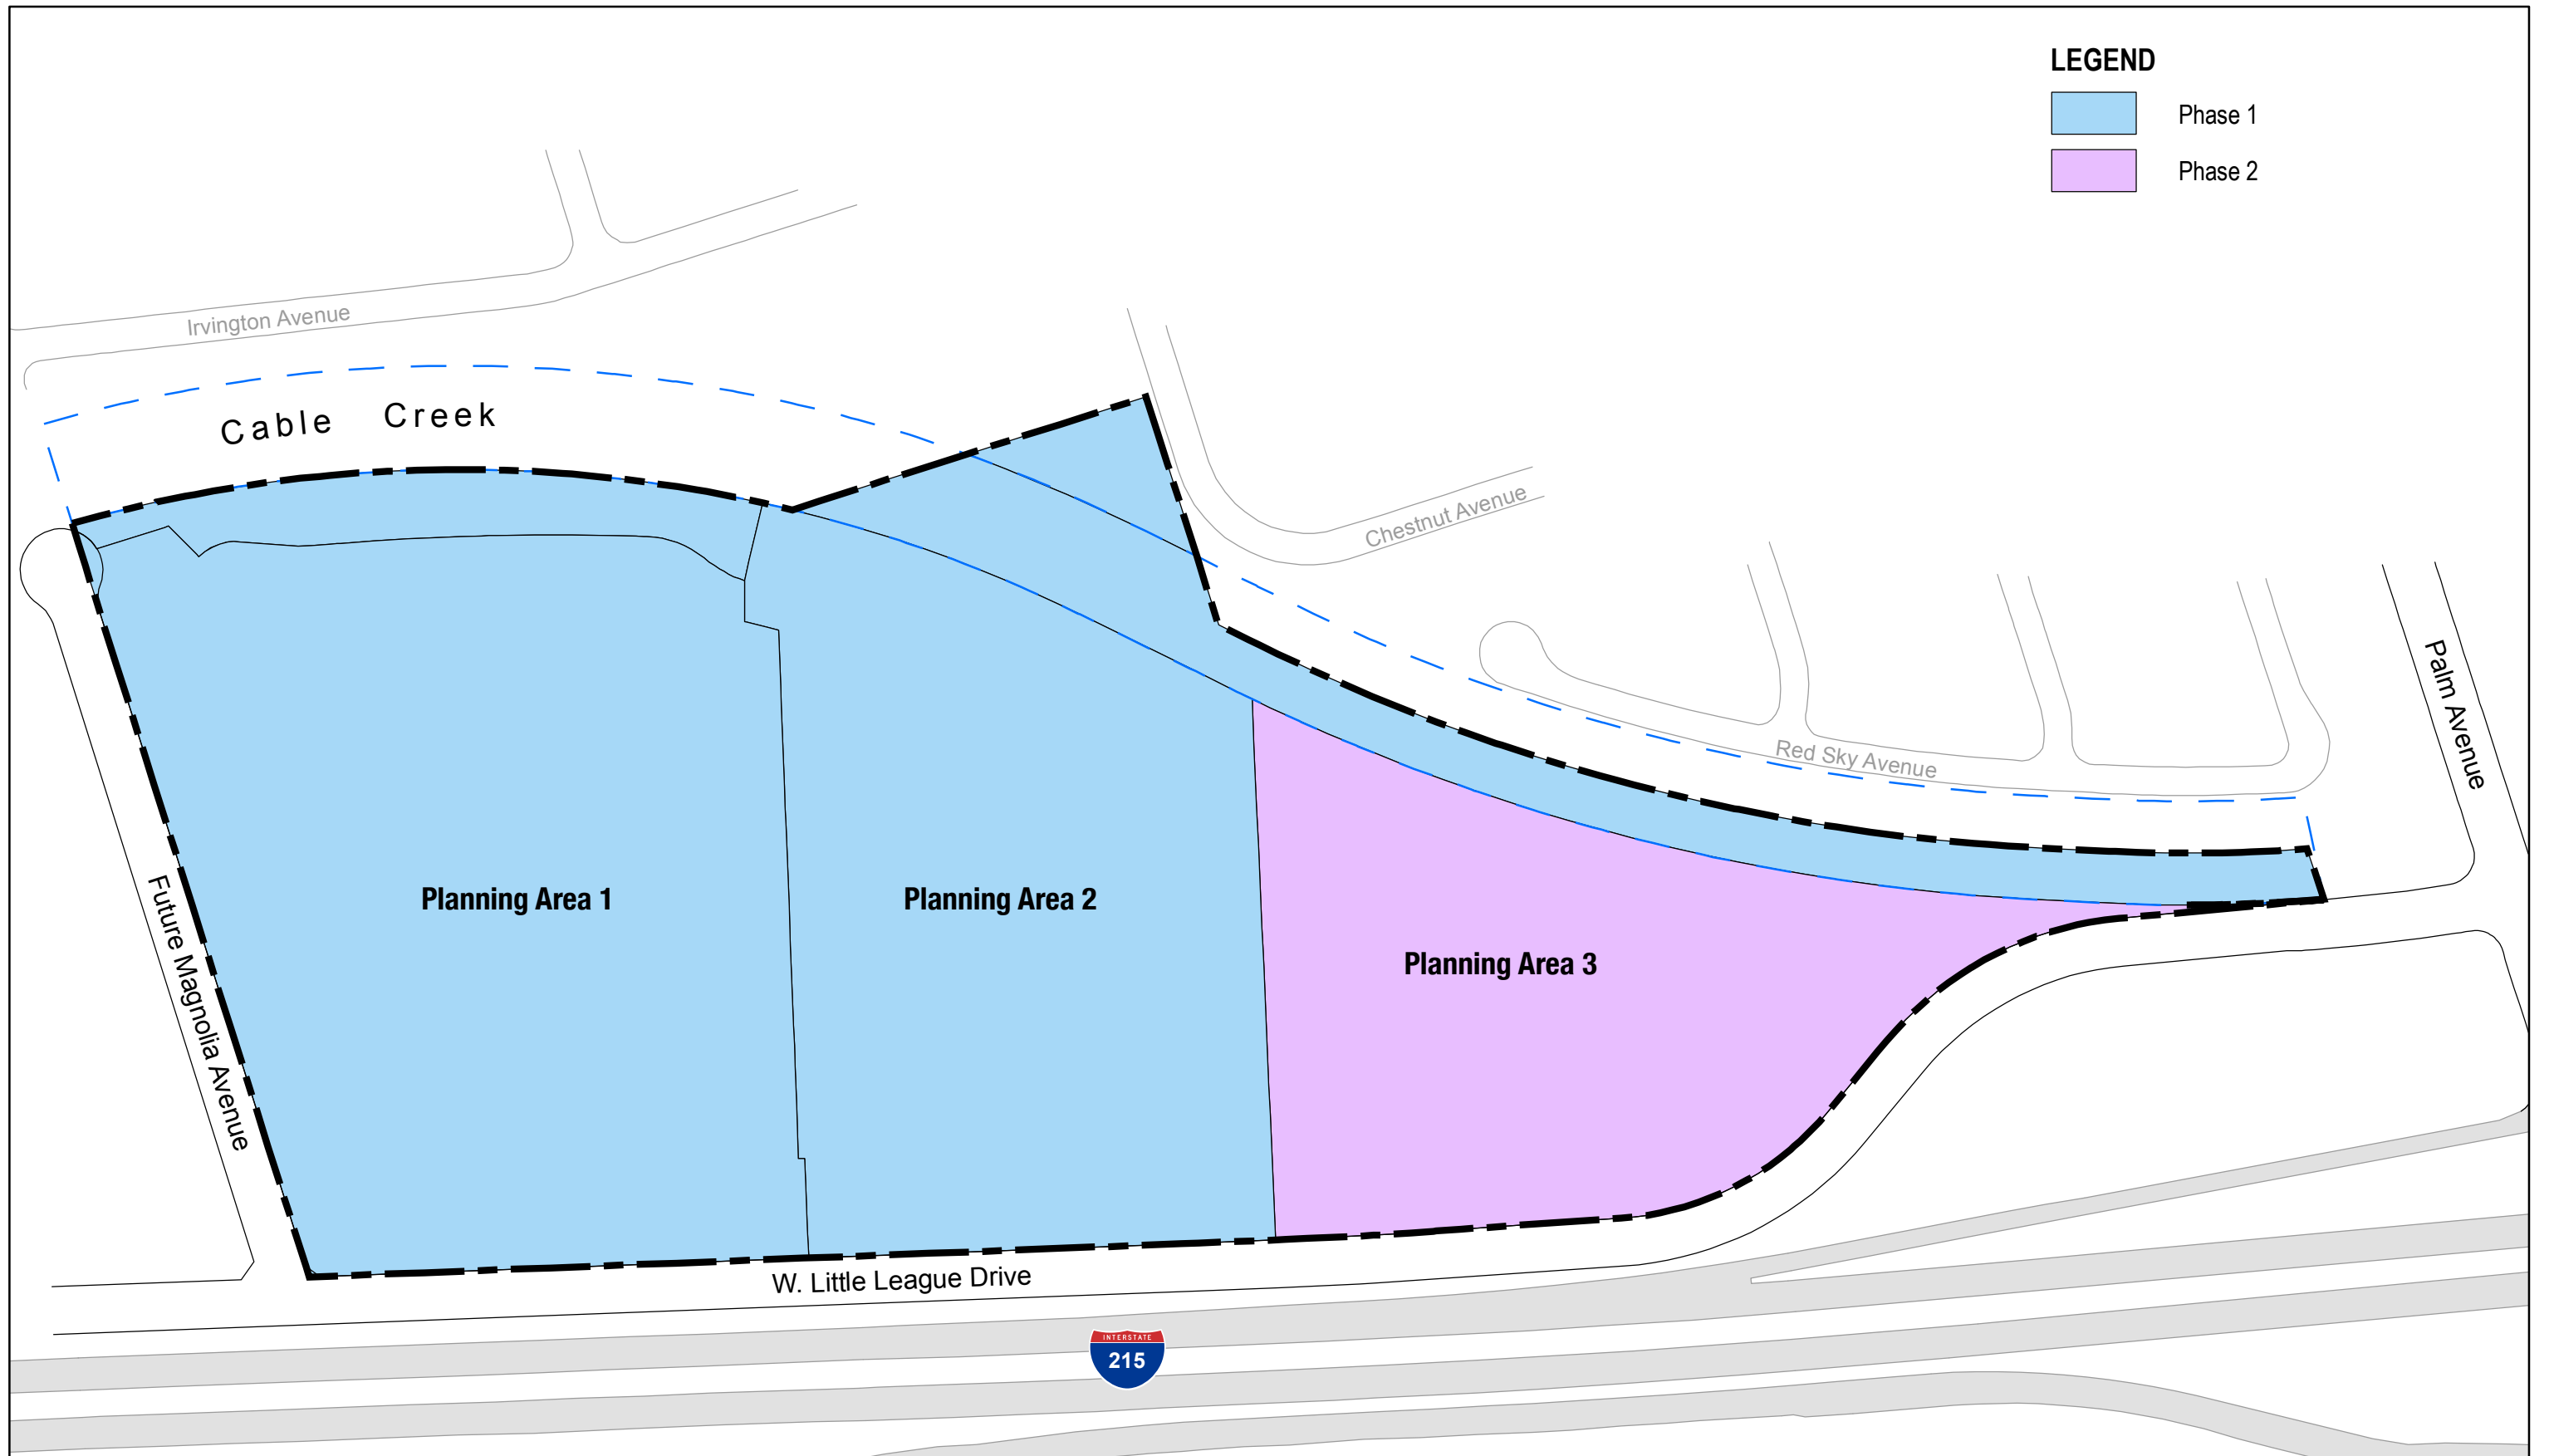 LEGEND
Phase 1
Phase 2
Irvington Avenue
Cable Creek
Chestnut Avenue
Red Sky Avenue
Palm Avenue
Planning Area 1
Planning Area 2
Planning Area 3
Future Magnolia Avenue
W. Little League Drive
INTERSTATE
215